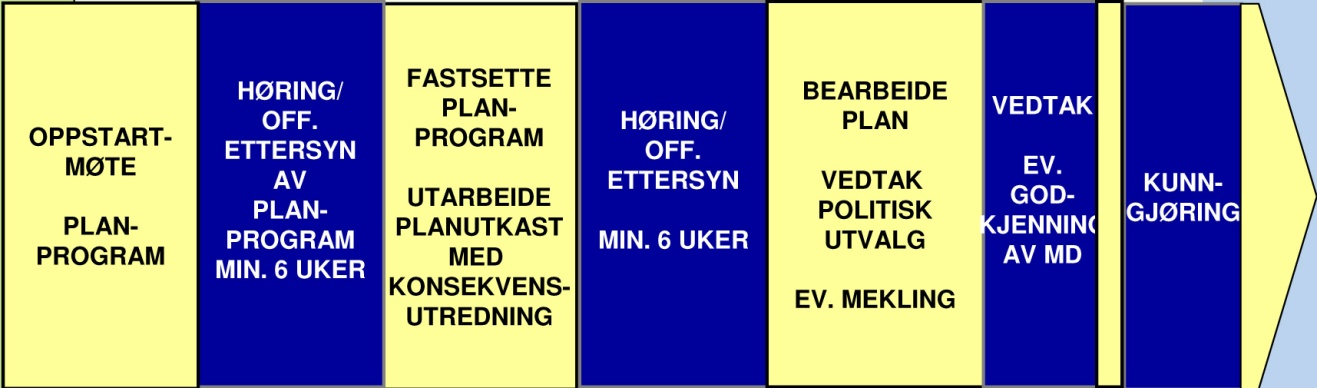 OPPSTART-
MØTE
PLAN-
PROGRAM
HØRING/
OFF.
ETTERSYN
AV
PLAN-
PROGRAM
MIN. 6 UKER
FASTSETTE
PLAN-
PROGRAM
UTARBEIDE
PLANUTKAST
MED
KONSEKVENS-
UTREDNING
HØRING/
OFF.
ETTERSYN
MIN. 6 UKER
BEARBEIDE
PLAN
VEDTAK
POLITISK
UTVALG
EV. MEKLING
VEDTAK
EV.
GOD-
KJENNING
AV MD
KUNN-
GJØRING